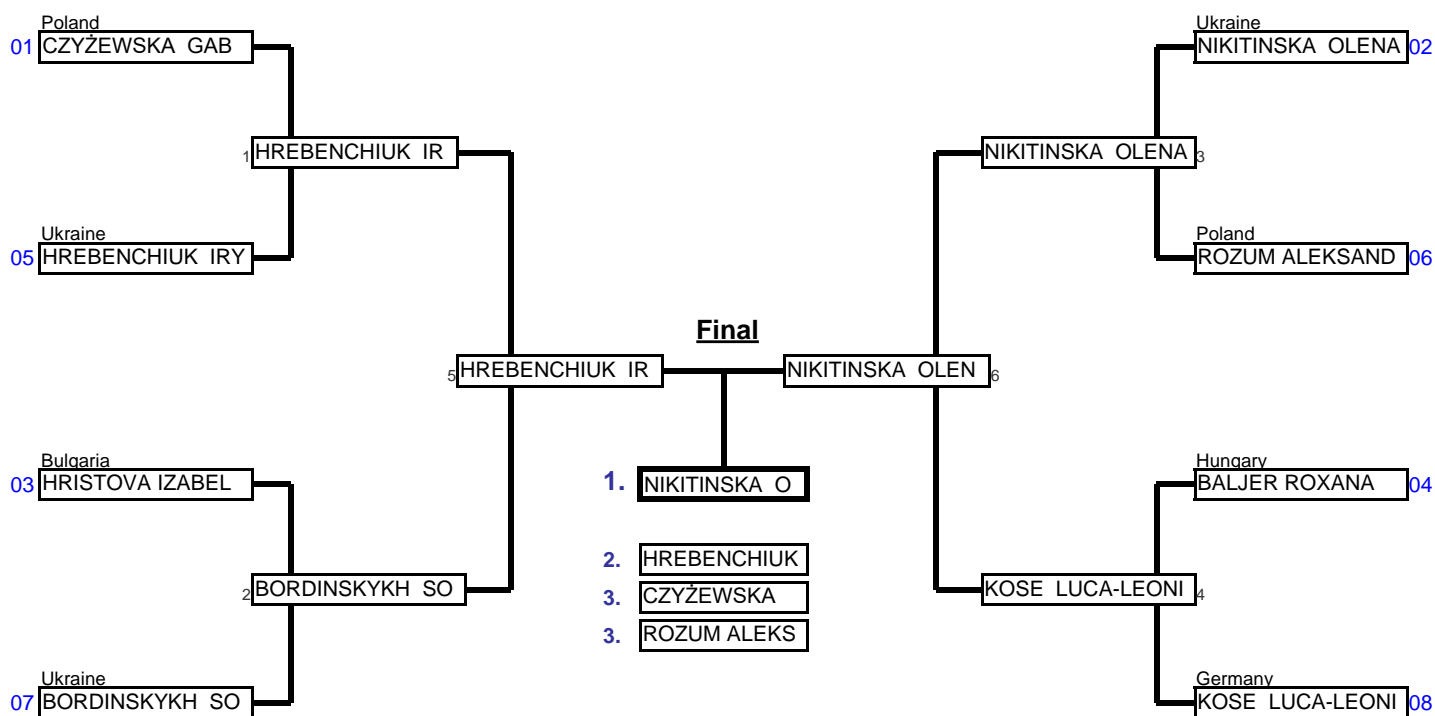 Poland
01 CZYŻEWSKA GAB
Ukraine
NIKITINSKA OLENA 02
1 HREBENCHIUK IR
NIKITINSKA OLENA 3
Ukraine
05 HREBENCHIUK IRY
Poland
ROZUM ALEKSAND 06
Final
5 HREBENCHIUK IR
NIKITINSKA OLEN 6
Bulgaria
03 HRISTOVA IZABEL
1. NIKITINSKA O
Hungary
BALJER ROXANA 04
2. HREBENCHIUK
2 BORDINSKYKH SO
3. CZYŻEWSKA
KOSE LUCA-LEONI 4
3. ROZUM ALEKS
Ukraine
07 BORDINSKYKH SO
Germany
KOSE LUCA-LEONI 08